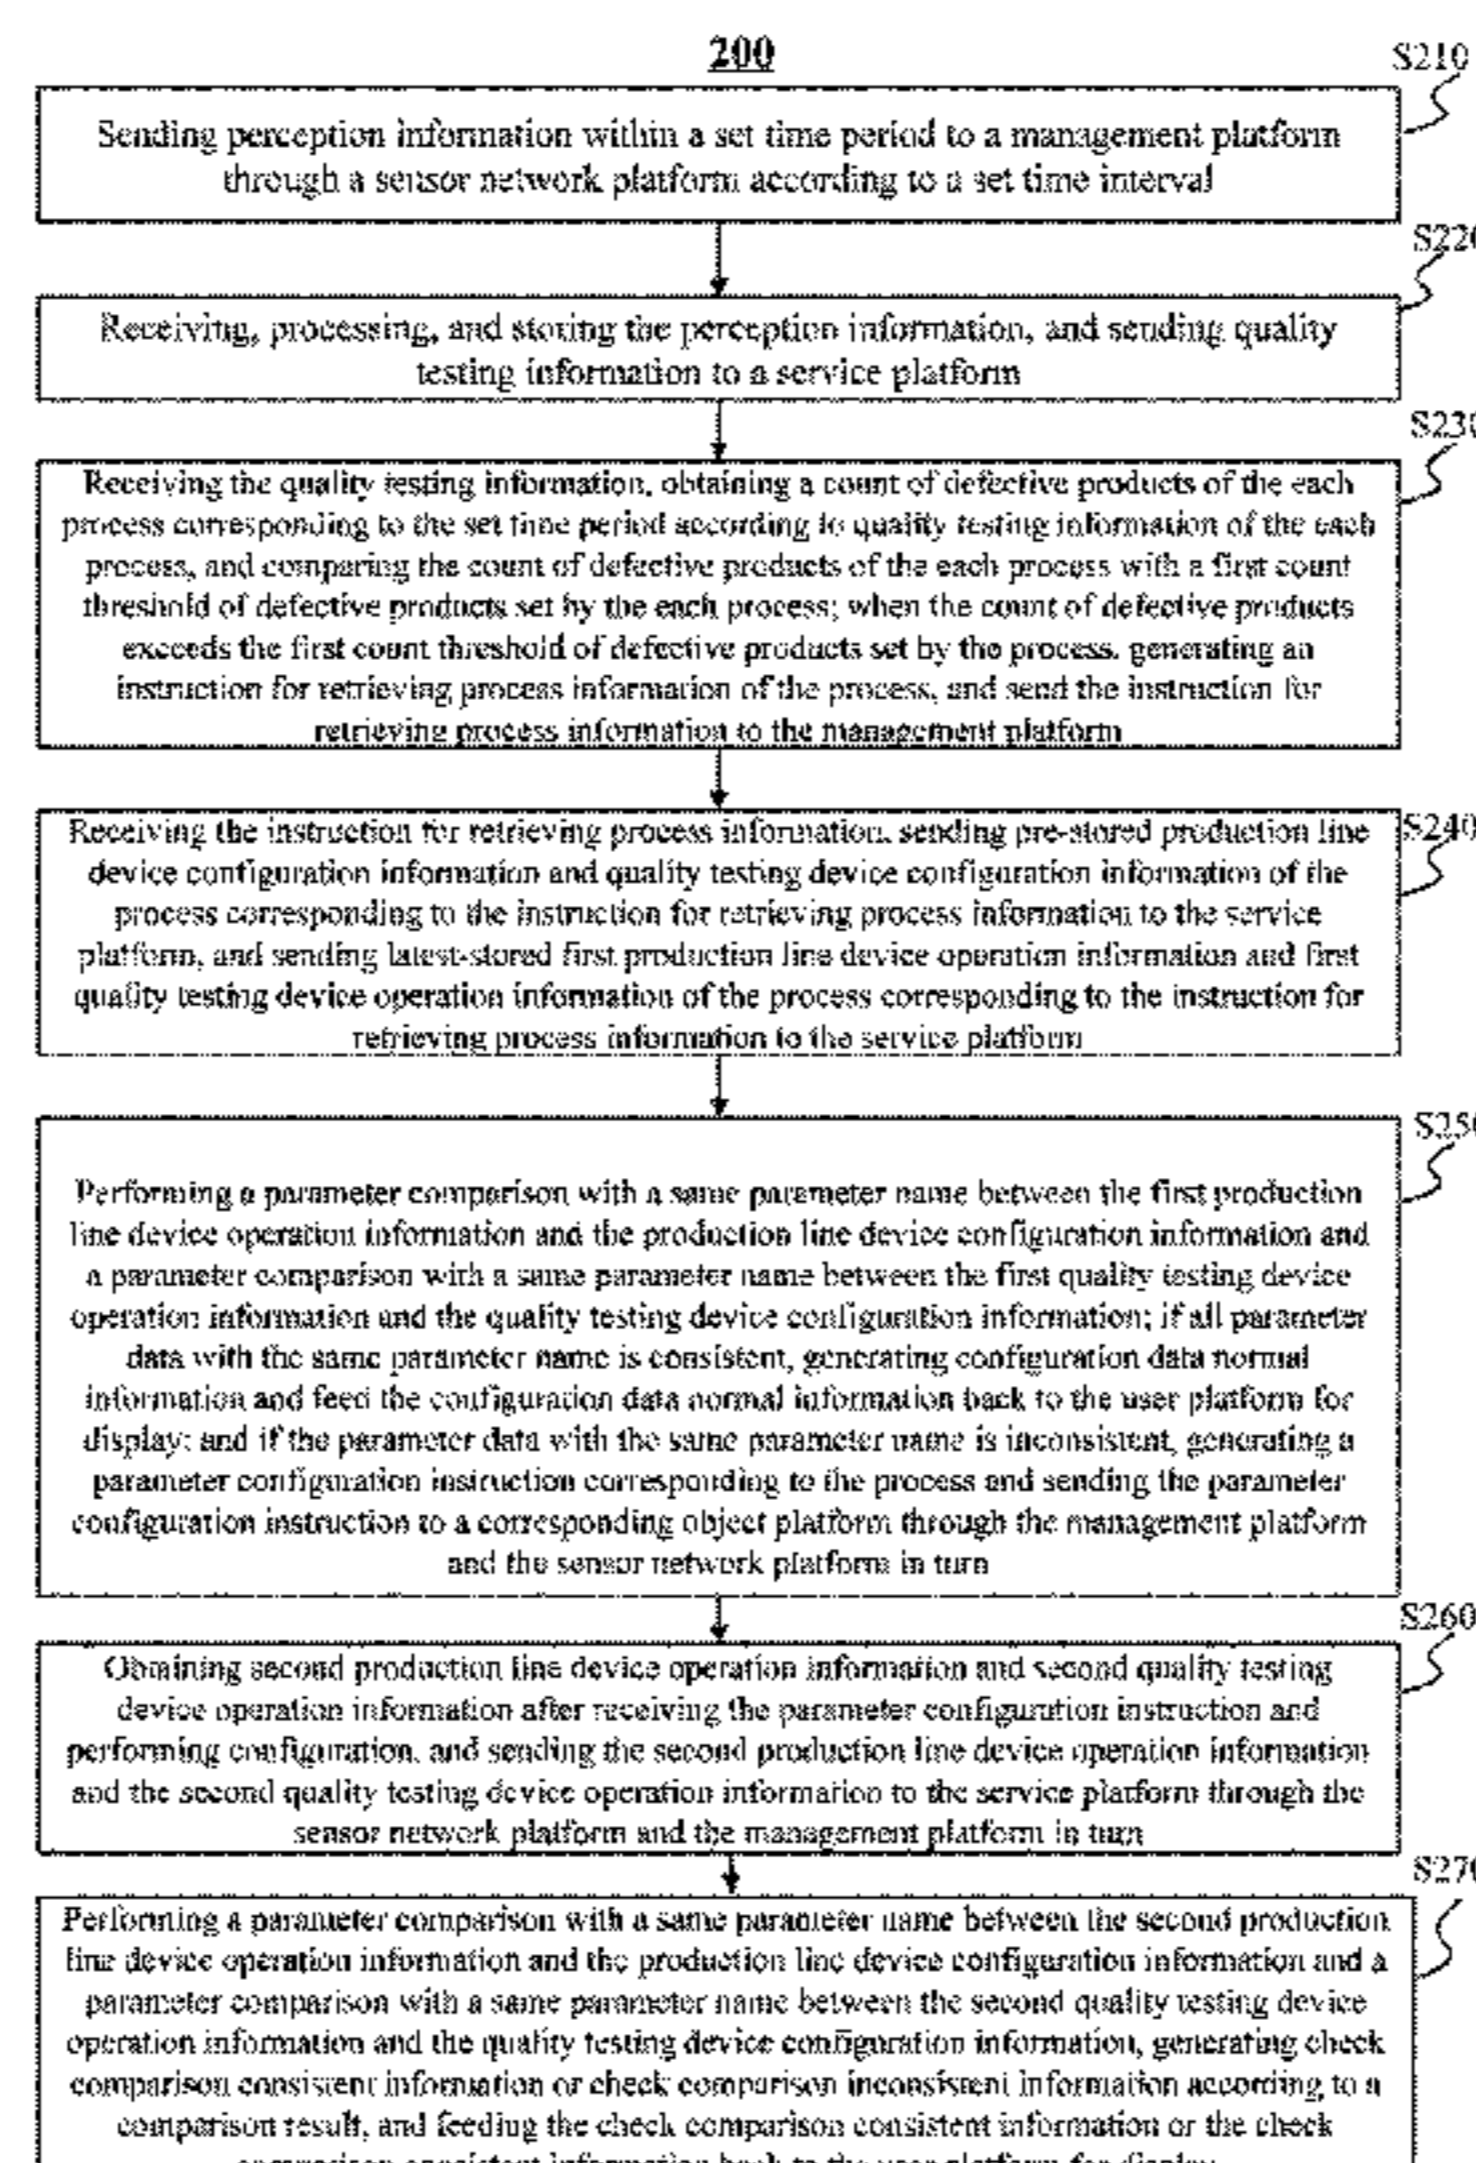 200
S210
Sending perception information within a set time period to a management platform
through a sensor network platform according to a set time interval
S220
Receiving, processing, and storing the perception information, and sending quality
testing information to a service platform
S230
Receiving the quality testing information, obtaining a count of defective products of the each
process corresponding to the set time period according to quality testing information of the each
process, and comparing the count of defective products of the each process with a first count
threshold of defective products set by the each process; when the count of defective products
exceeds the first count threshold of defective products set by the process, generating an
instruction for retrieving process information of the process, and send the instruction for
retrieving process information to the management platform
S240
Receiving the instruction for retrieving process information, sending pre-stored production line
device configuration information and quality testing device configuration information of the
process corresponding to the instruction for retrieving process information to the service
platform, and sending latest-stored first production line device operation information and first
quality testing device operation information of the process corresponding to the instruction for
retrieving process information to the service platform
S250
Performing a parameter comparison with a same parameter name between the first production
line device operation information and the production line device configuration information and
a parameter comparison with a same parameter name between the first quality testing device
operation information and the quality testing device configuration information; if all parameter
data with the same parameter name is consistent, generating configuration data normal
information and feed the configuration data normal information back to the user platform for
display; and if the parameter data with the same parameter name is inconsistent, generating a
parameter configuration instruction corresponding to the process and sending the parameter
configuration instruction to a corresponding object platform through the management platform
and the sensor network platform in turn
S260
Obtaining second production line device operation information and second quality testing
device operation information after receiving the parameter configuration instruction and
performing configuration, and sending the second production line device operation information
and the second quality testing device operation information to the service platform through the
sensor network platform and the management platform in turn
S270
Performing a parameter comparison with a same parameter name between the second production
line device operation information and the production line device configuration information and a
parameter comparison with a same parameter name between the second quality testing device
operation information and the quality testing device configuration information, generating check
comparison consistent information or check comparison inconsistent information according to a
comparison result, and feeding the check comparison consistent information or the check